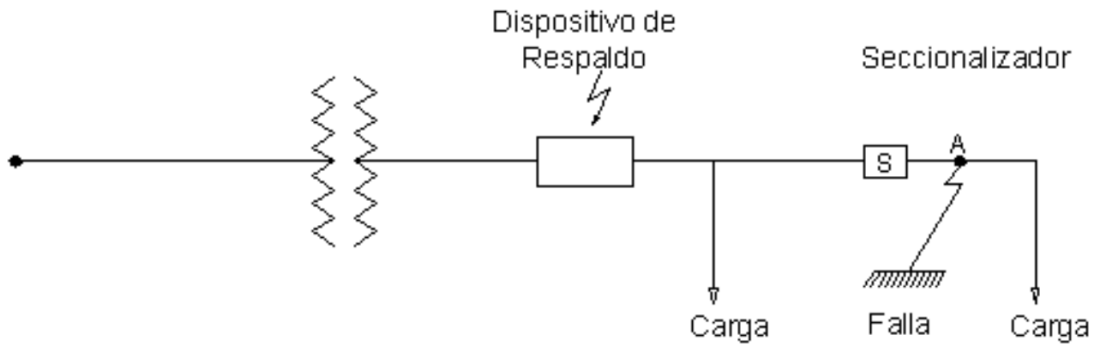 Dispositivo de
Respaldo
Seccionalizador
A
S
Carga
Falla
Carga